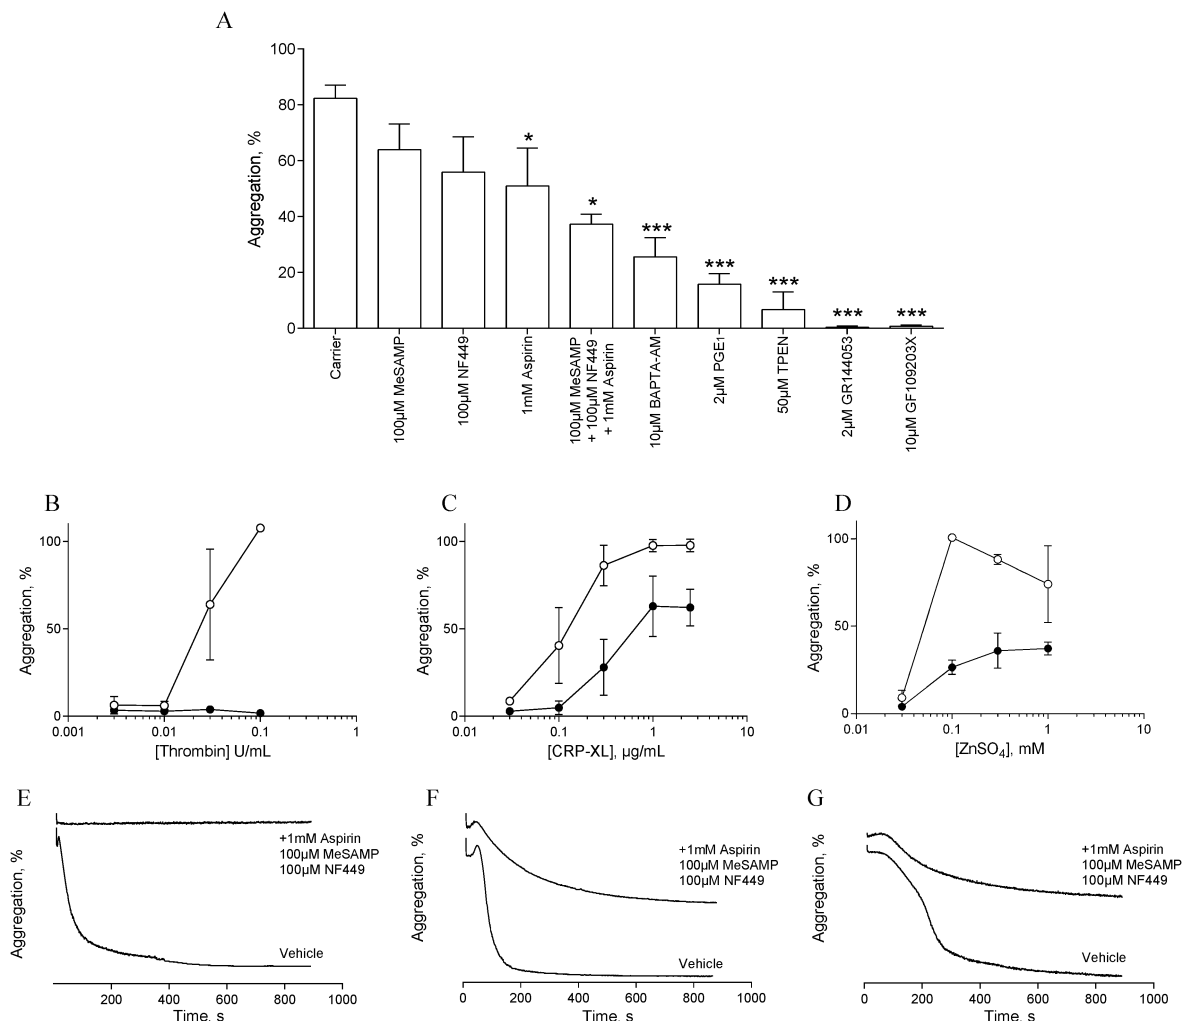 A
100
80
60
40
20
0
Aggregation, %
*
*
***
***
***
***
***
Carrier
100µM MeSAMP
100µM NF449
1mM Aspirin
100µM MeSAMP
+ 100µM NF449
+ 1mM Aspirin
10µM BAPTA-AM
2µM PGE1
50µM TPEN
2µM GR144053
10µM GF109203X
B
100
50
0
Aggregation, %
0.001 0.01 0.1 1
[Thrombin] U/mL
C
100
50
0
Aggregation, %
0.01 0.1 1 10
[CRP-XL], µg/mL
D
100
50
0
Aggregation, %
0.01 0.1 1 10
[ZnSO4], mM
E
Aggregation, %
+1mM Aspirin
100µM MeSAMP
100µM NF449
Vehicle
200 400 600 800 1000
Time, s
F
Aggregation, %
+1mM Aspirin
100µM MeSAMP
100µM NF449
Vehicle
0 200 400 600 800 1000
Time, s
G
Aggregation, %
+1mM Aspirin
100µM MeSAMP
100µM NF449
Vehicle
0 200 400 600 800 1000
Time, s